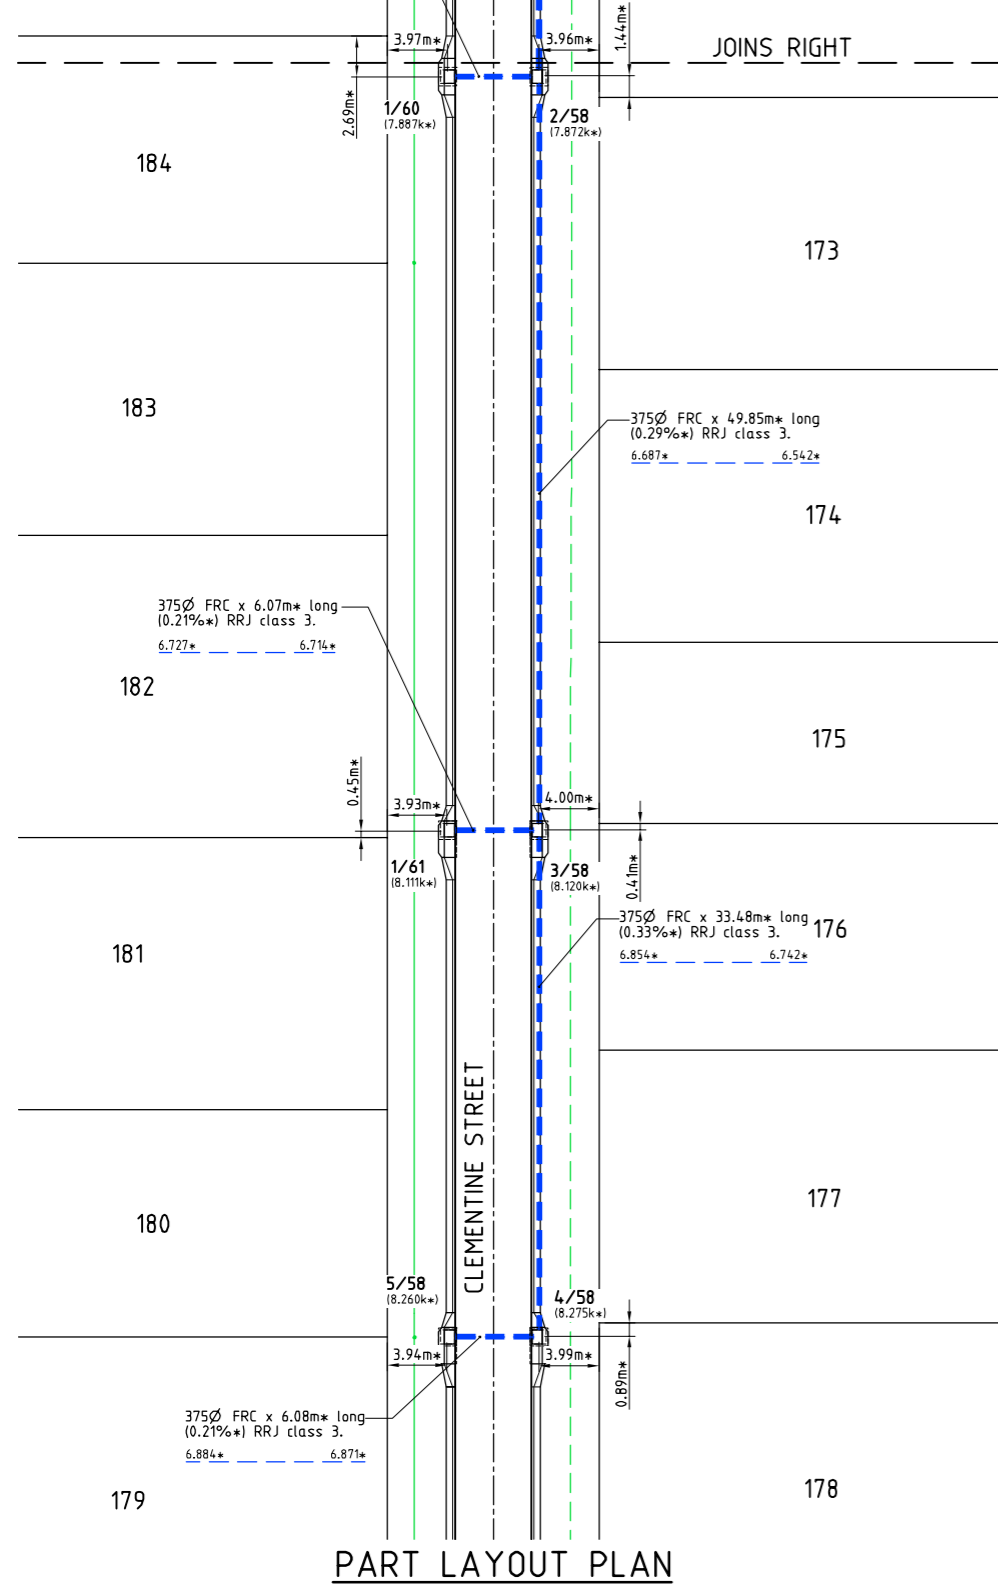 3.97m*
3.96m*
1.44m*
JOINS RIGHT
2.69m*
1/60
(7.887k*)
2/58
(7.872k*)
184
173
183
375Ø FRC x 49.85m* long
(0.29%*) RRJ class 3.
6.687* 6.542*
174
375Ø FRC x 6.07m* long
(0.21%*) RRJ class 3.
6.727* 6.714*
182
175
0.45m*
3.93m*
4.00m*
1/61
(8.111k*)
3/58
(8.120k*)
0.41m*
375Ø FRC x 33.48m* long
(0.33%*) RRJ class 3.
6.854* 6.742*
176
181
CLEMENTINE STREET
177
180
5/58
(8.260k*)
4/58
(8.275k*)
3.94m*
3.99m*
0.89m*
375Ø FRC x 6.08m* long
(0.21%*) RRJ class 3.
6.884* 6.871*
179
178
PART LAYOUT PLAN